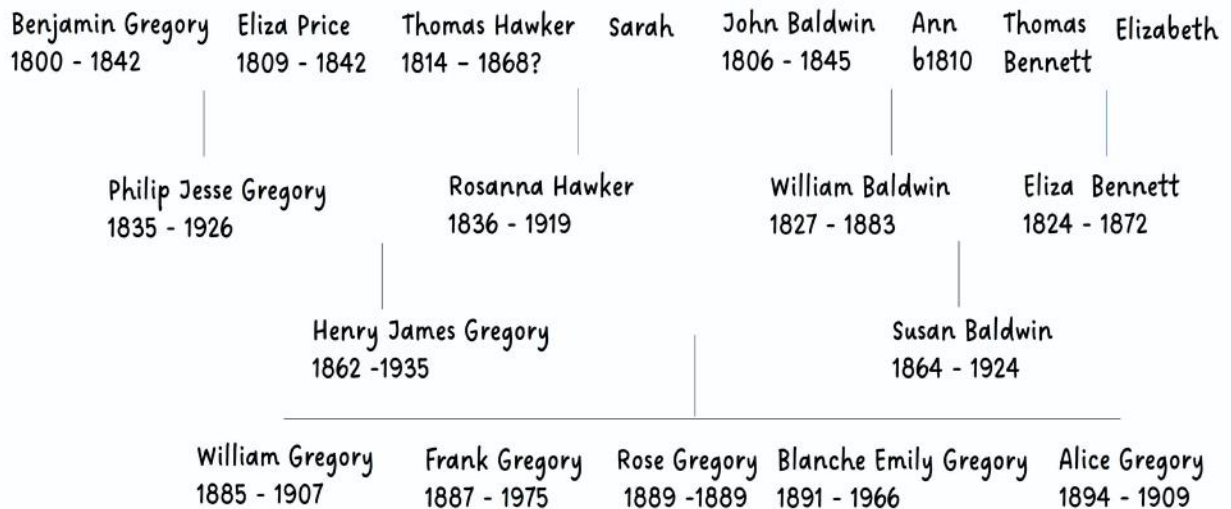 Benjamin Gregory Eliza Price Thomas Hawker Sarah John Baldwin Ann Thomas Elizabeth
1800 - 1842 1809 - 1842 1814 – 1868? 1806 - 1845 b1810 Bennett
Philip Jesse Gregory Rosanna Hawker William Baldwin Eliza Bennett
1835 - 1926 1836 - 1919 1827 - 1883 1824 - 1872
Henry James Gregory Susan Baldwin
1862 -1935 1864 - 1924
William Gregory Frank Gregory Rose Gregory Blanche Emily Gregory Alice Gregory
1885 - 1907 1887 - 1975 1889 -1889 1891 - 1966 1894 - 1909